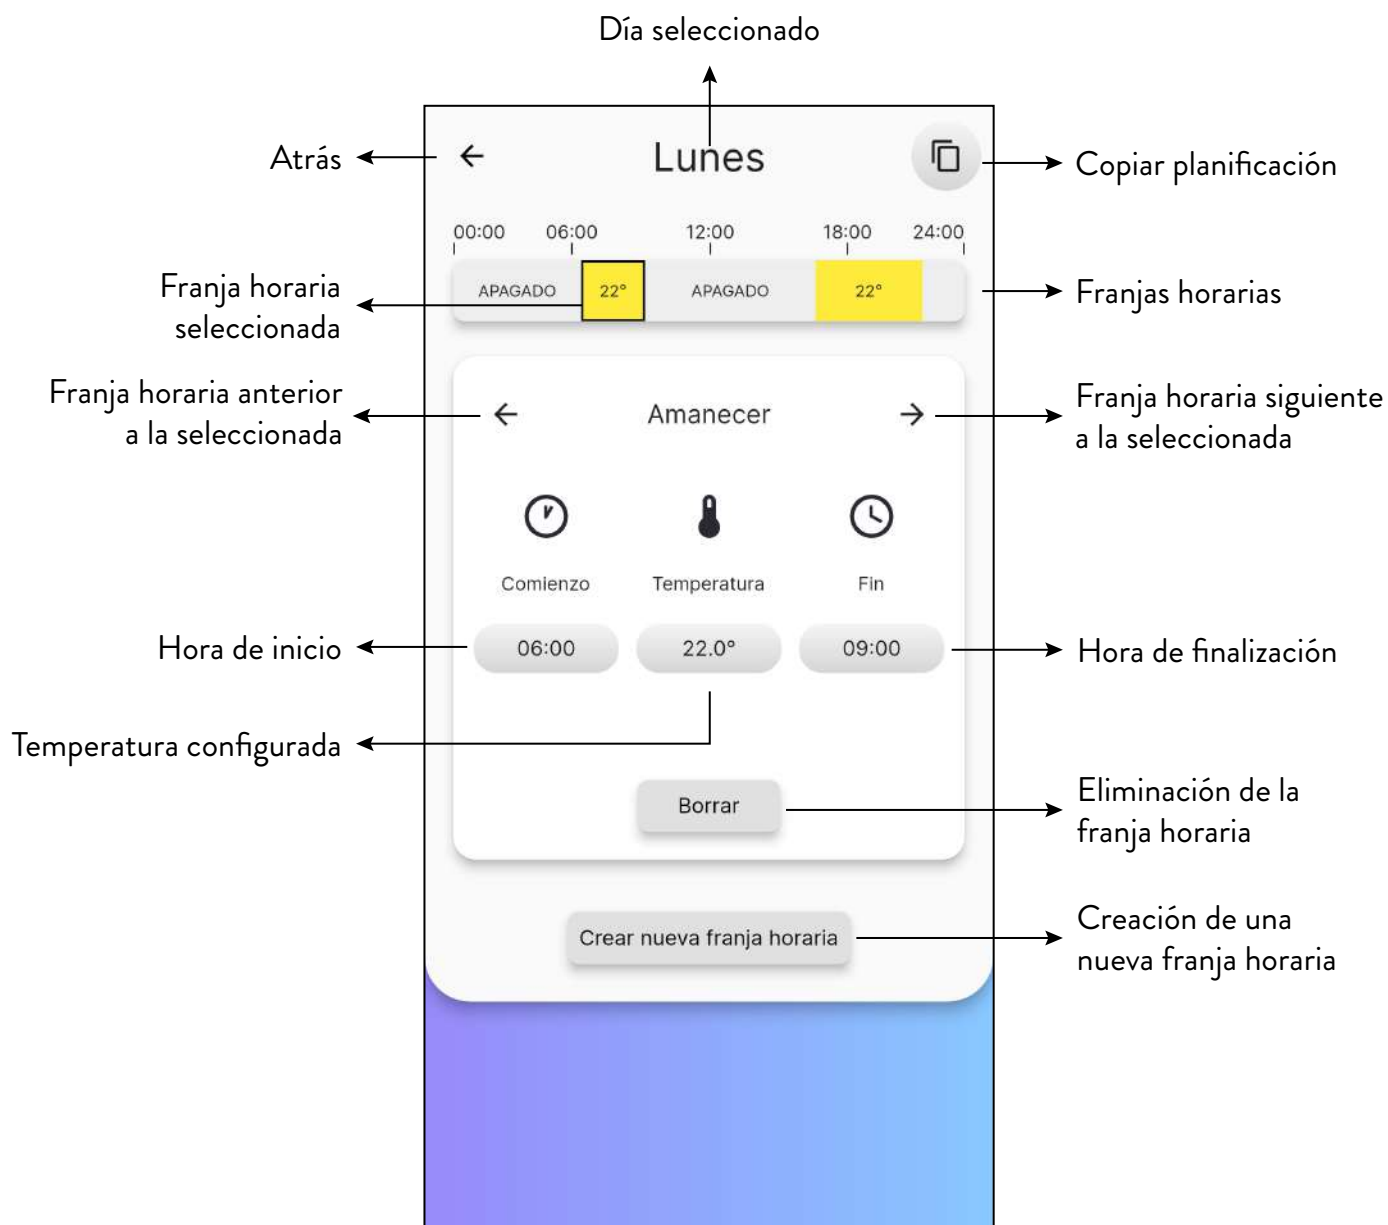 Día seleccionado
Atrás
Lunes
Copiar planificación
00:00 06:00 12:00 18:00 24:00
Franja horaria
seleccionada
APAGADO 22° APAGADO 22°
Franjas horarias
Franja horaria anterior
a la seleccionada
Amanecer
Franja horaria siguiente
a la seleccionada
Comienzo Temperatura Fin
Hora de inicio
06:00 22.0° 09:00
Hora de finalización
Temperatura configurada
Borrar
Eliminación de la
franja horaria
Crear nueva franja horaria
Creación de una
nueva franja horaria